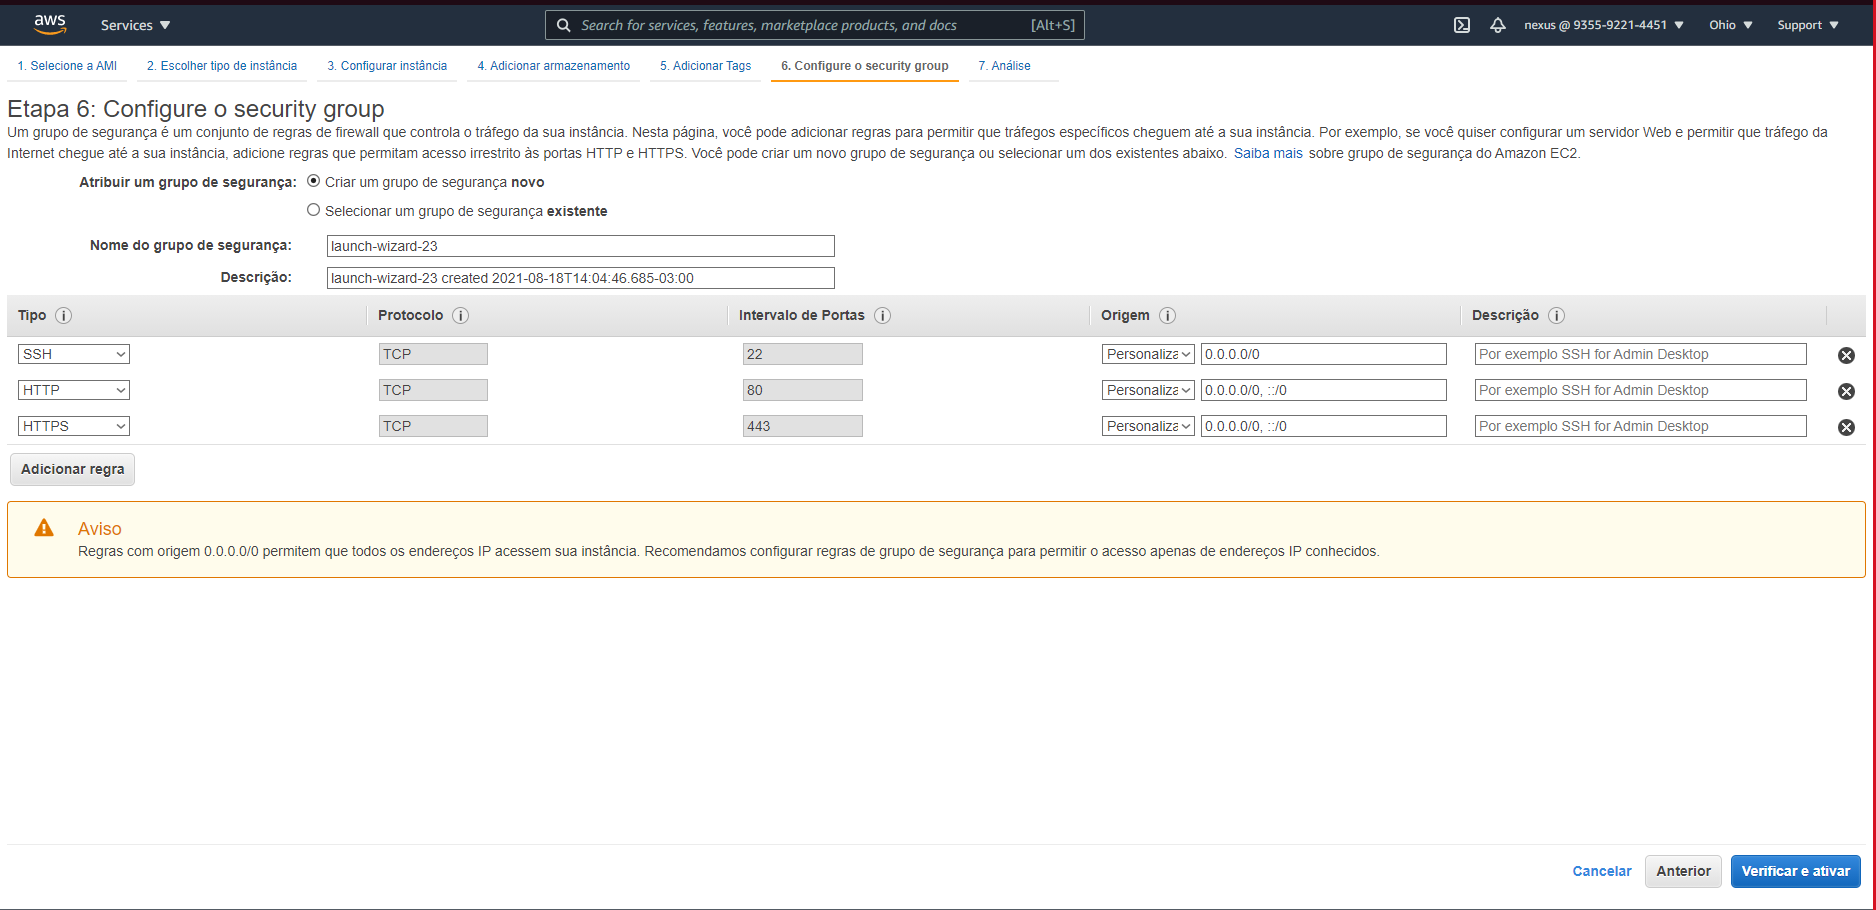 aws
Services
Search for services, features, marketplace products, and docs [Alt+S]
nexus @ 9355-9221-4451
Ohio
Support
1. Selecione a AMI
2. Escolher tipo de instância
3. Configurar instância
4. Adicionar armazenamento
5. Adicionar Tags
6. Configure o security group
7. Análise
Etapa 6: Configure o security group
Um grupo de segurança é um conjunto de regras de firewall que controla o tráfego da sua instância. Nesta página, você pode adicionar regras para permitir que tráfegos específicos cheguem até a sua instância. Por exemplo, se você quiser configurar um servidor Web e permitir que tráfego da
Internet chegue até a sua instância, adicione regras que permitam acesso irrestrito às portas HTTP e HTTPS. Você pode criar um novo grupo de segurança ou selecionar um dos existentes abaixo. Saiba mais sobre grupo de segurança do Amazon EC2.
Atribuir um grupo de segurança: Criar um grupo de segurança novo
Selecionar um grupo de segurança existente
Nome do grupo de segurança: launch-wizard-23
Descrição: launch-wizard-23 created 2021-08-18T14:04:46.685-03:00
Tipo Protocolo Intervalo de Portas Origem Descrição
SSH TCP 22 Personaliza 0.0.0.0/0 Por exemplo SSH for Admin Desktop
HTTP TCP 80 Personaliza 0.0.0.0/0, ::/0 Por exemplo SSH for Admin Desktop
HTTPS TCP 443 Personaliza 0.0.0.0/0, ::/0 Por exemplo SSH for Admin Desktop
Adicionar regra
Aviso
Regras com origem 0.0.0.0/0 permitem que todos os endereços IP acessem sua instância. Recomendamos configurar regras de grupo de segurança para permitir o acesso apenas de endereços IP conhecidos.
Cancelar
Anterior
Verificar e ativar